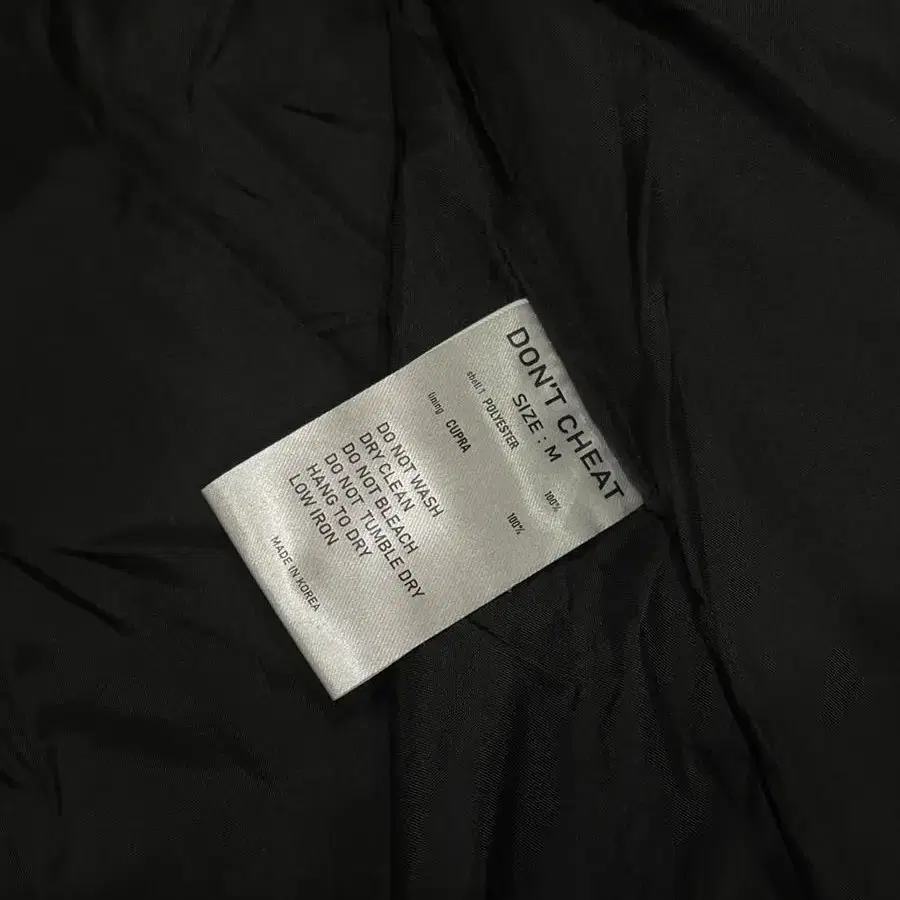 DON'T CHEAT
SIZE : M
shell 1 POLYESTER 100%
lining CUPRA 100%
DO NOT WASH
DRY CLEAN
DO NOT BLEACH
DO NOT TUMBLE DRY
HANG TO DRY
LOW IRON
MADE IN KOREA